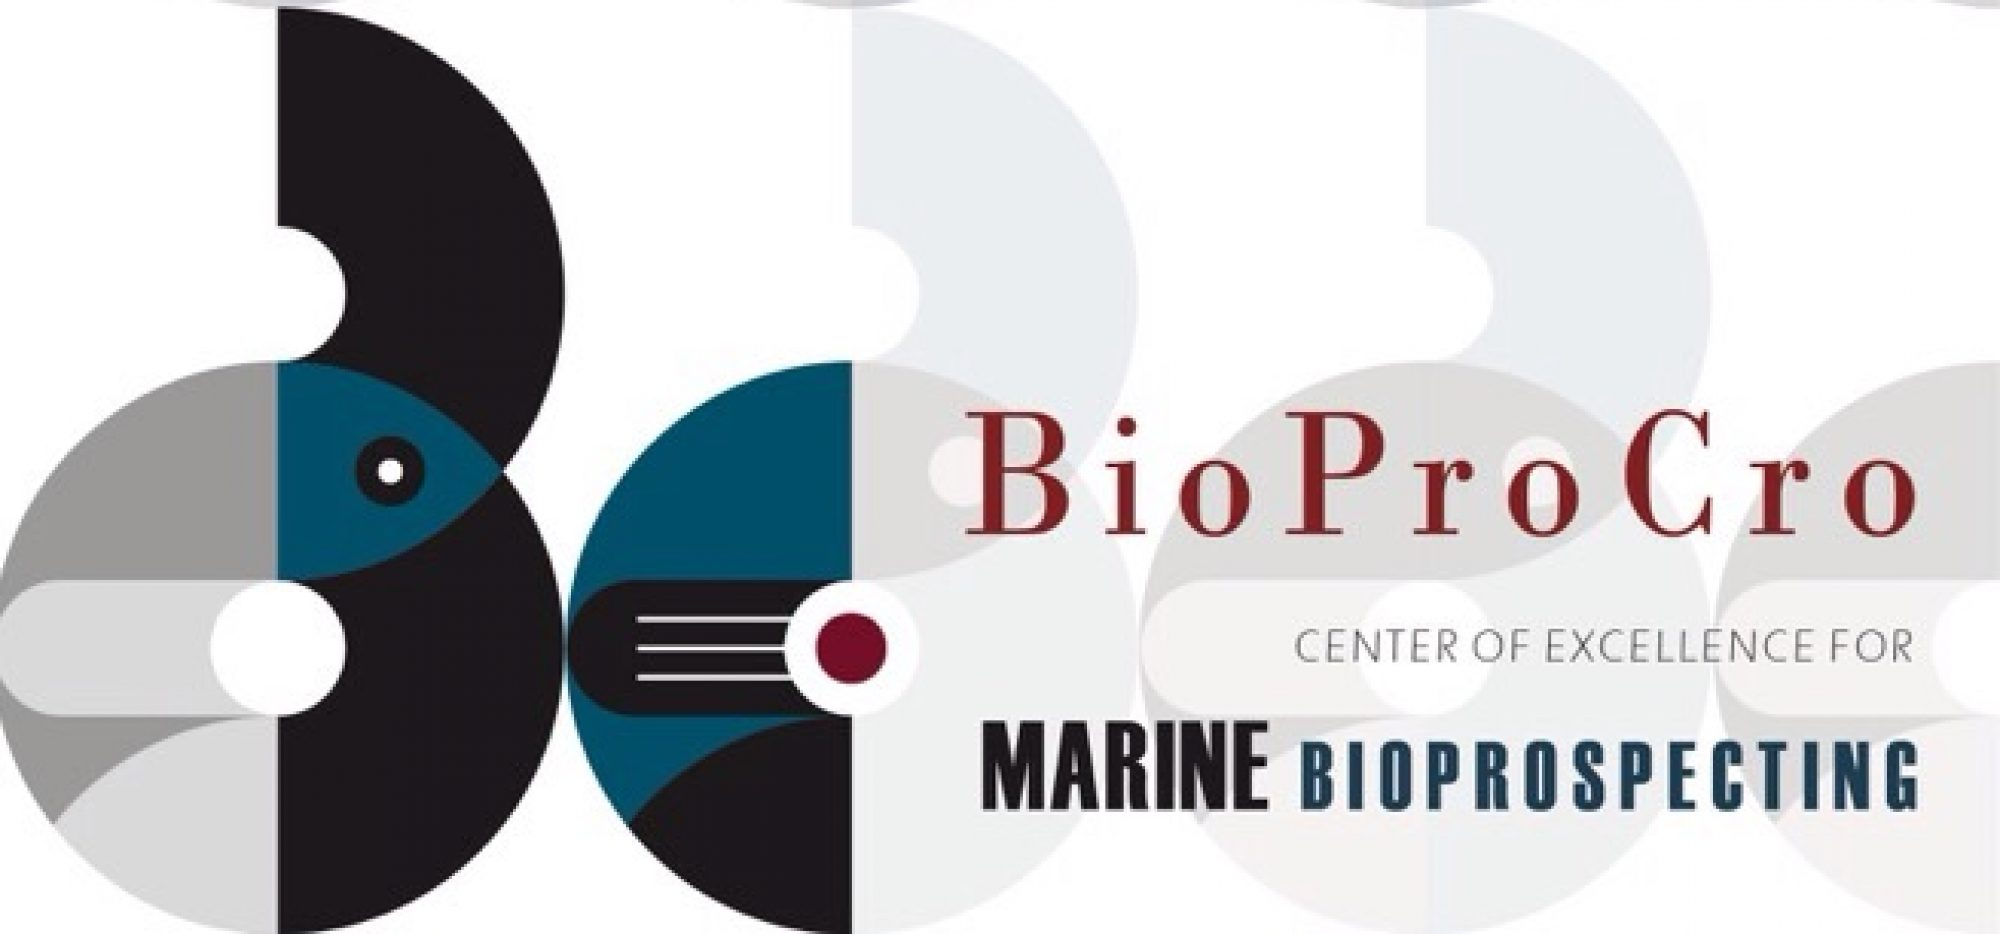 BioProCro
CENTER OF EXCELLENCE FOR
MARINE BIOPROSPECTING